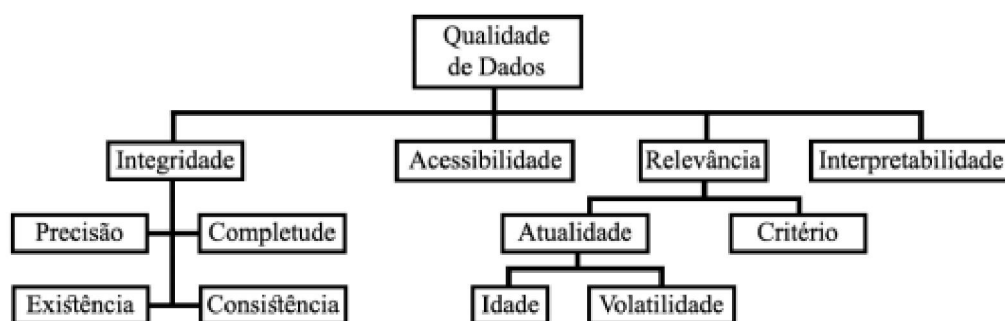 Qualidade
de Dados
Integridade
Acessibilidade
Relevância
Interpretabilidade
Precisão
Completude
Atualidade
Critério
Existência
Consistência
Idade
Volatilidade